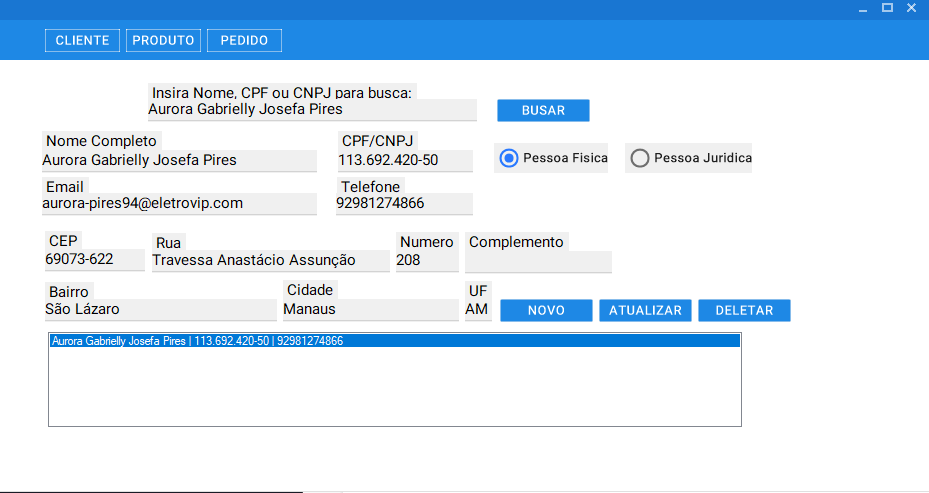 CLIENTE PRODUTO PEDIDO
Insira Nome, CPF ou CNPJ para busca:
Aurora Gabrielly Josefa Pires
BUSAR
Nome Completo CPF/CNPJ
Aurora Gabrielly Josefa Pires 113.692.420-50 Pessoa Fisica Pessoa Juridica
Email Telefone
aurora-pires94@eletrovip.com 92981274866
CEP Rua Numero Complemento
69073-622 Travessa Anastácio Assunção 208
Bairro Cidade UF
São Lázaro Manaus AM NOVO ATUALIZAR DELETAR
Aurora Gabrielly Josefa Pires | 113.692.420-50 | 92981274866